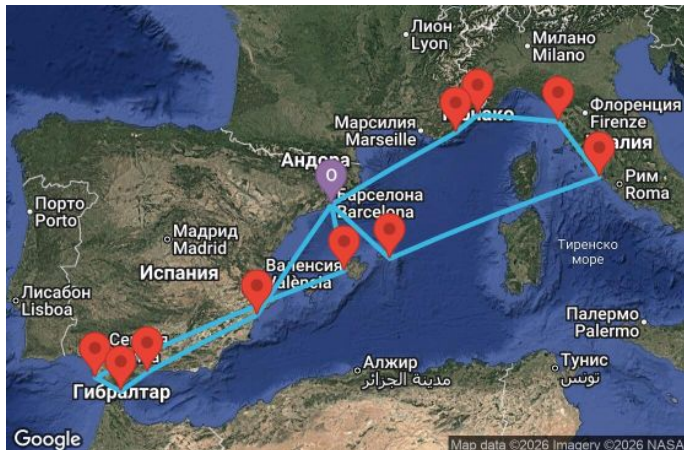 Лион
Lyon
Милано
Milano
Марсилия
Marseille
Флоренция
Firenze
Андора
Барселона
Barcelona
Рим
Roma
Порто
Porto
Мадрид
Madrid
Испания
Валенсия
València
Тиренско
море
Лисабон
Lisboa
Палермо
Palermo
Гибралтар
Алжир
مدينة الجزائر
Тунис
تونس
Google
Map data ©2026 Imagery ©2026 NASA